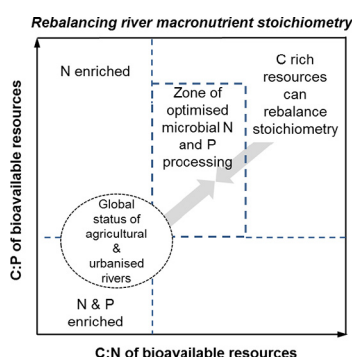 Rebalancing river macronutrient stoichiometry
N enriched
C rich
resources
can
rebalance
stoichiometry
Zone of
optimised
microbial N
and P
processing
Global
status of
agricultural
&
urbanised
rivers
N & P
enriched
C:P of bioavailable resources
C:N of bioavailable resources